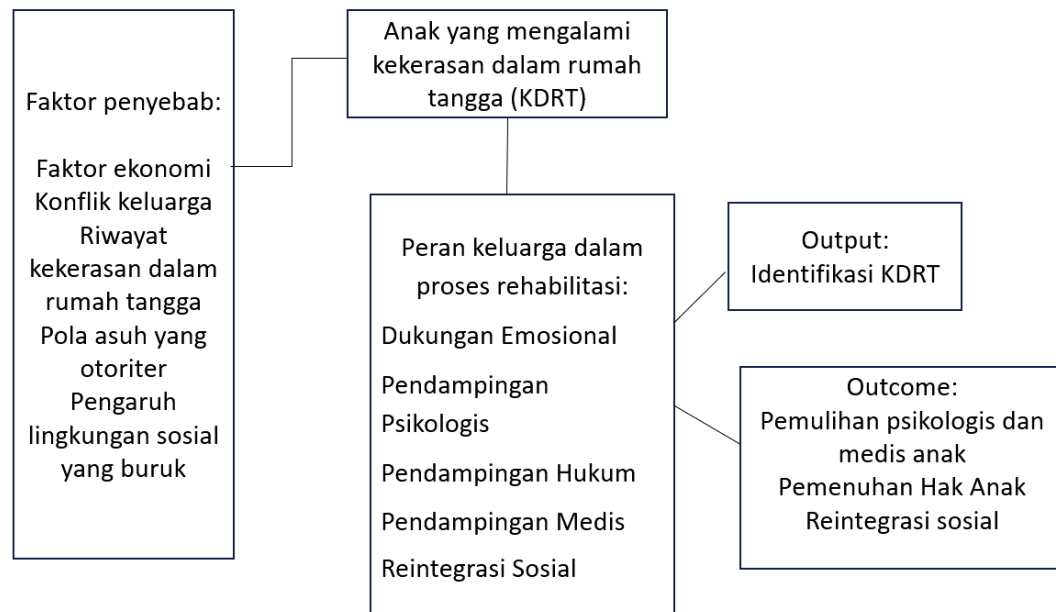 Faktor penyebab:
Faktor ekonomi
Konflik keluarga
Riwayat
kekerasan dalam
rumah tangga
Pola asuh yang
otoriter
Pengaruh
lingkungan sosial
yang buruk
Anak yang mengalami
kekerasan dalam rumah
tangga (KDRT)
Peran keluarga dalam
proses rehabilitasi:
Dukungan Emosional
Pendampingan
Psikologis
Pendampingan Hukum
Pendampingan Medis
Reintegrasi Sosial
Output:
Identifikasi KDRT
Outcome:
Pemulihan psikologis dan
medis anak
Pemenuhan Hak Anak
Reintegrasi sosial